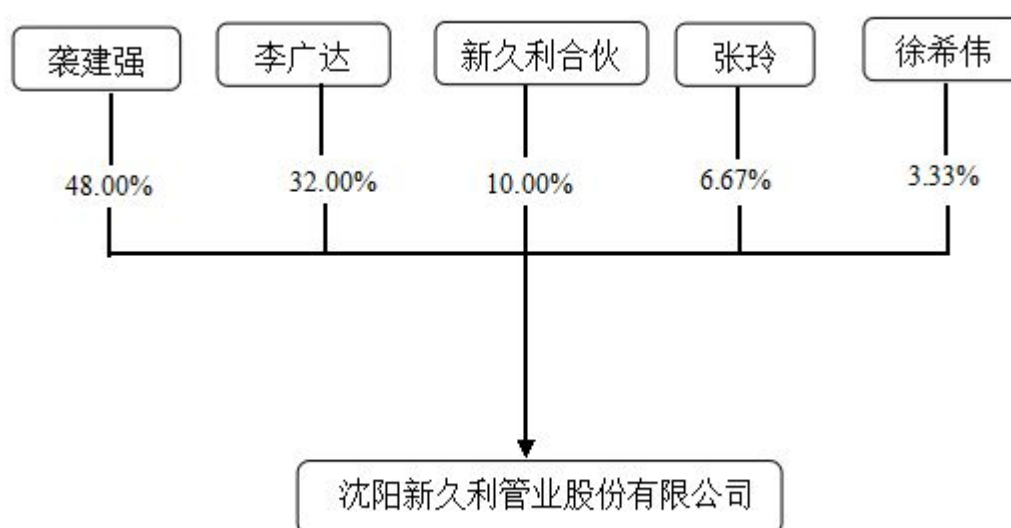 袭建强
李广达
新久利合伙
张玲
徐希伟
48.00%
32.00%
10.00%
6.67%
3.33%
沈阳新久利管业股份有限公司